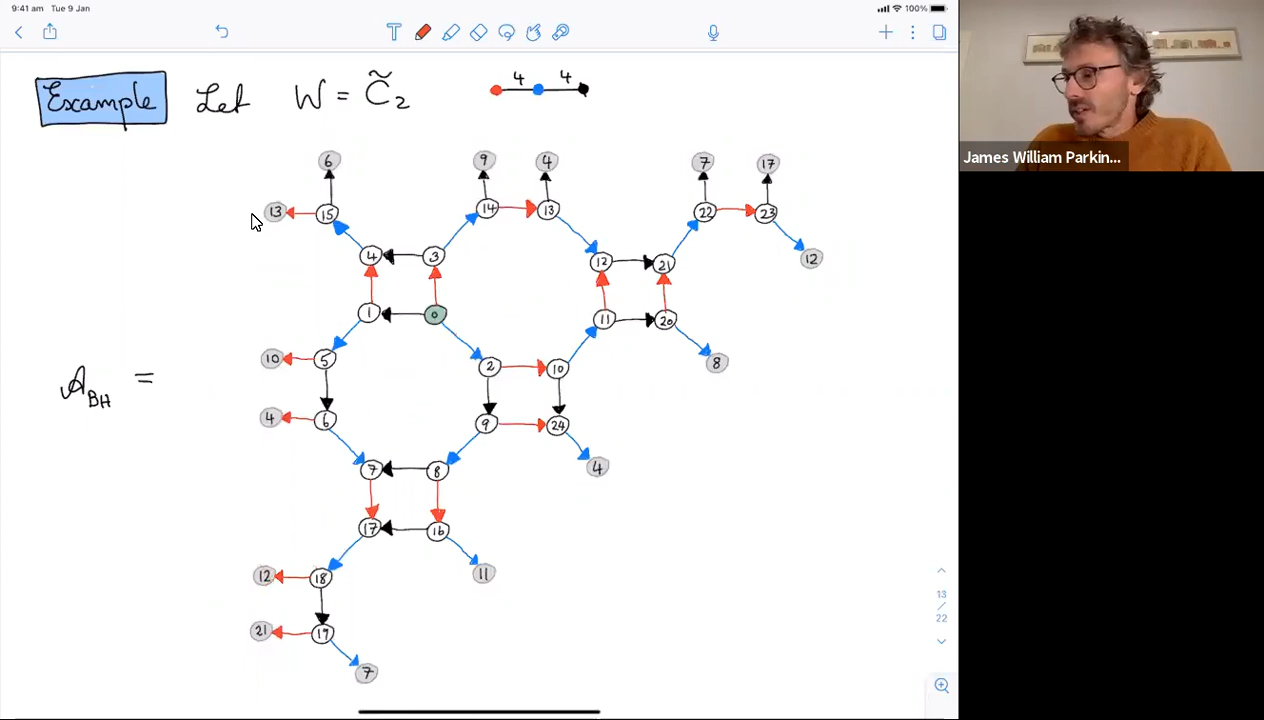 9:41 am Tue 9 Jan
100%
Example Let W = C̃₂
4 4
6 9 4 7 17
13 15 14 13 22 23
4 3 12 21 12
1 0 11 20
5 10 2 10 8
6 4 9 24
7 8 4
17 16
18 12 11
19 21
7
𝒜_BH =
13
/
22
James William Parkin...